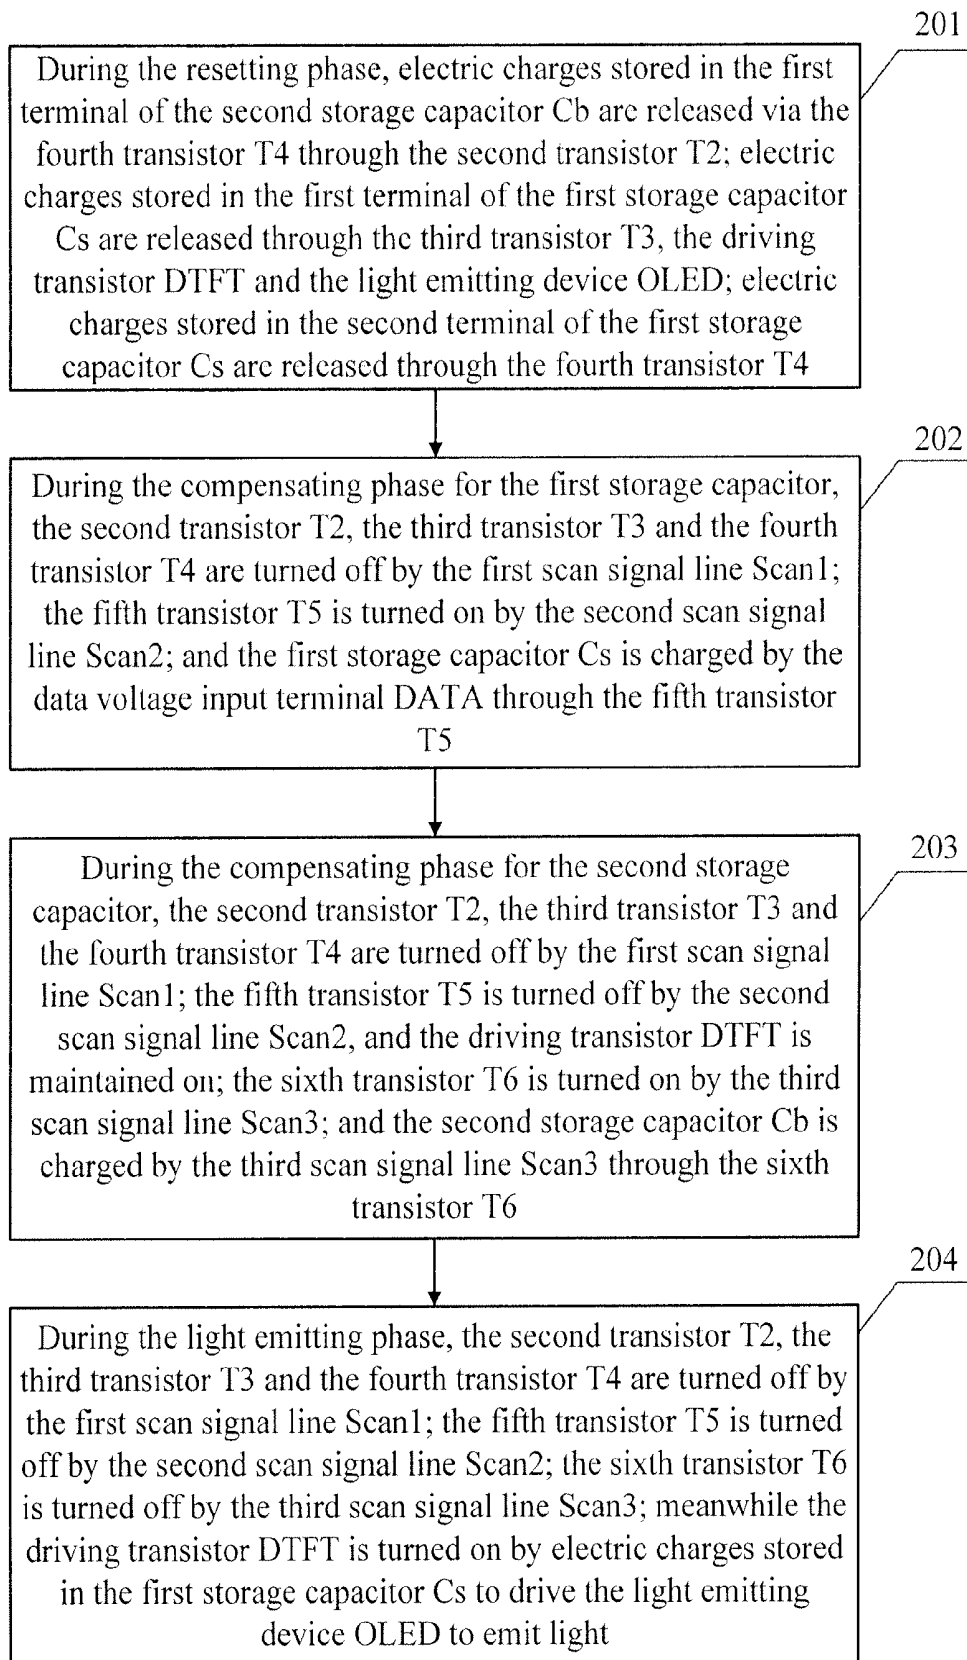 201
During the resetting phase, electric charges stored in the first
terminal of the second storage capacitor Cb are released via the
fourth transistor T4 through the second transistor T2; electric
charges stored in the first terminal of the first storage capacitor
Cs are released through the third transistor T3, the driving
transistor DTFT and the light emitting device OLED; electric
charges stored in the second terminal of the first storage
capacitor Cs are released through the fourth transistor T4
202
During the compensating phase for the first storage capacitor,
the second transistor T2, the third transistor T3 and the fourth
transistor T4 are turned off by the first scan signal line Scan1;
the fifth transistor T5 is turned on by the second scan signal
line Scan2; and the first storage capacitor Cs is charged by the
data voltage input terminal DATA through the fifth transistor
T5
203
During the compensating phase for the second storage
capacitor, the second transistor T2, the third transistor T3 and
the fourth transistor T4 are turned off by the first scan signal
line Scan1; the fifth transistor T5 is turned off by the second
scan signal line Scan2, and the driving transistor DTFT is
maintained on; the sixth transistor T6 is turned on by the third
scan signal line Scan3; and the second storage capacitor Cb is
charged by the third scan signal line Scan3 through the sixth
transistor T6
204
During the light emitting phase, the second transistor T2, the
third transistor T3 and the fourth transistor T4 are turned off by
the first scan signal line Scan1; the fifth transistor T5 is turned
off by the second scan signal line Scan2; the sixth transistor T6
is turned off by the third scan signal line Scan3; meanwhile the
driving transistor DTFT is turned on by electric charges stored
in the first storage capacitor Cs to drive the light emitting
device OLED to emit light